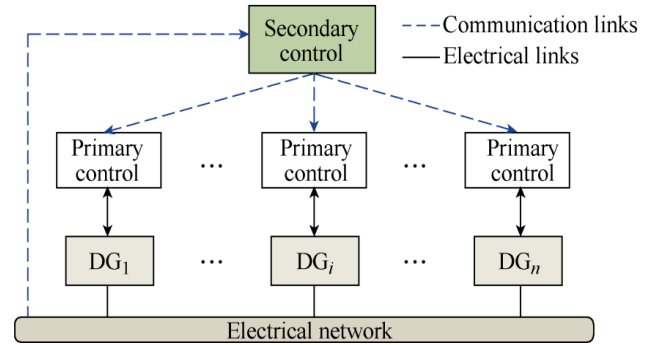 Secondary
control
Communication links
Electrical links
Primary
control
...
Primary
control
...
Primary
control
DG1
...
DGi
...
DGn
Electrical network